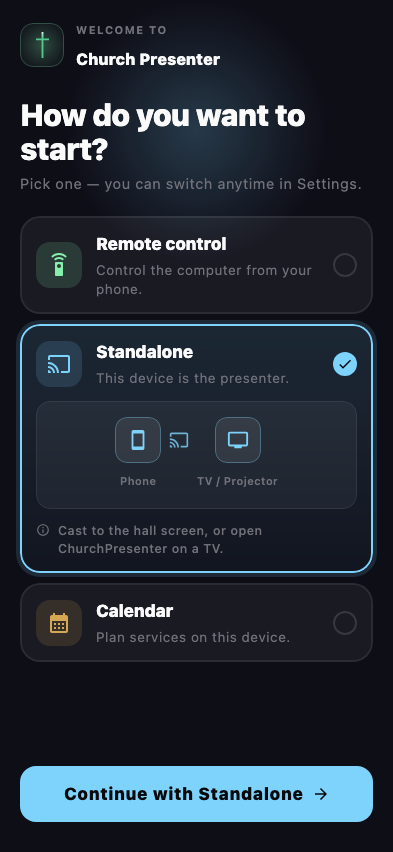 WELCOME TO
Church Presenter
How do you want to
start?
Pick one — you can switch anytime in Settings.
Remote control
Control the computer from your
phone.
Standalone
This device is the presenter.
Phone
TV / Projector
Cast to the hall screen, or open
ChurchPresenter on a TV.
Calendar
Plan services on this device.
Continue with Standalone →